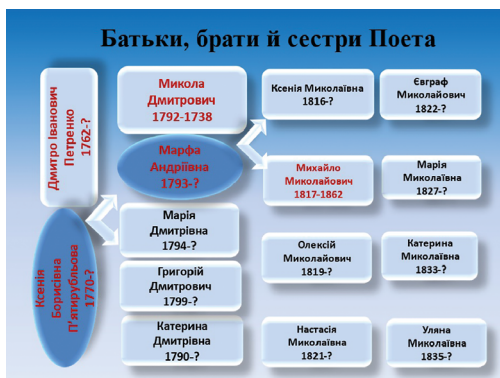 Батьки, брати й сестри Поета
Дмитро Іванович
Петренко
1762-?
Ксенія
Борисівна
П'ятирубльова
1770-?
Микола
Дмитрович
1792-1738
Марфа
Андріївна
1793-?
Марія
Дмитрівна
1794-?
Григорій
Дмитрович
1799-?
Катерина
Дмитрівна
1790-?
Ксенія Миколаївна
1816-?
Михайло
Миколайович
1817-1862
Олексій
Миколайович
1819-?
Настасія
Миколаївна
1821-?
Євграф
Миколайович
1822-?
Марія
Миколаївна
1827-?
Катерина
Миколаївна
1833-?
Уляна
Миколаївна
1835-?